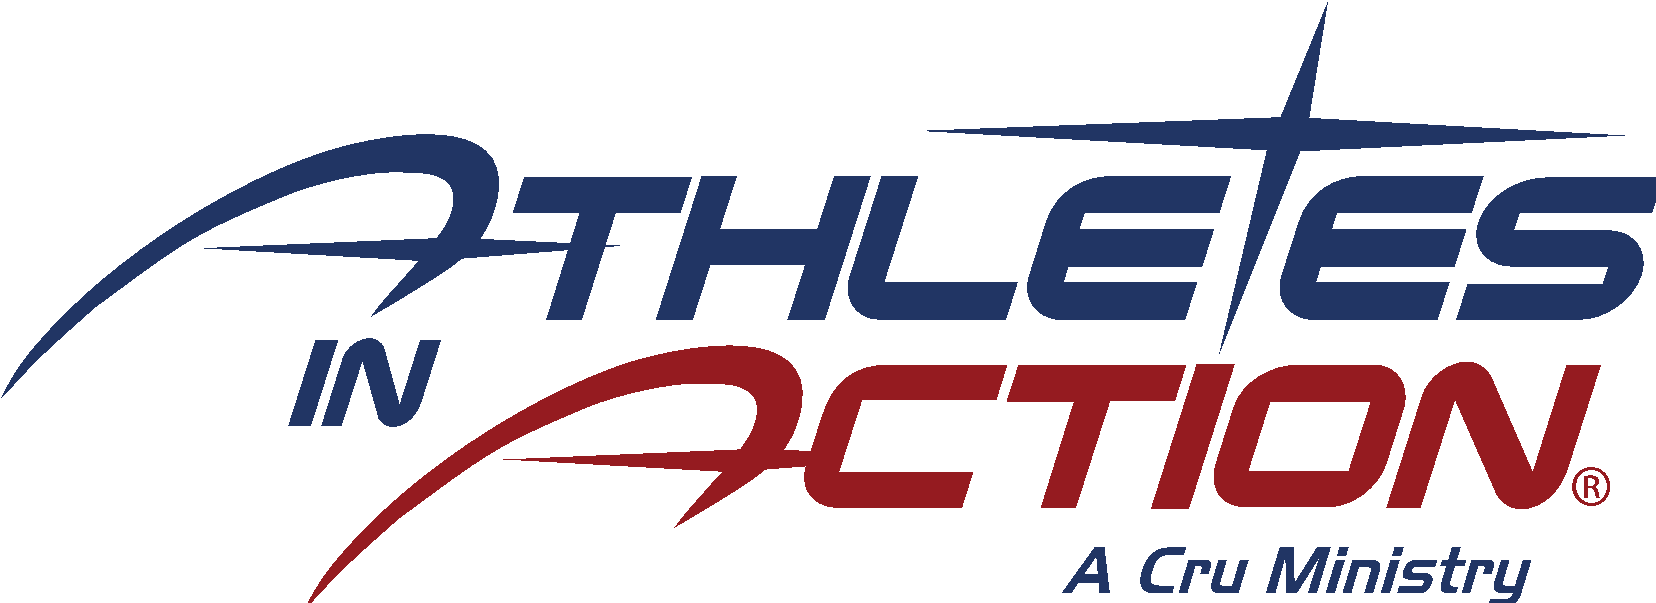 ATHLETES
IN ACTION®
A Cru Ministry